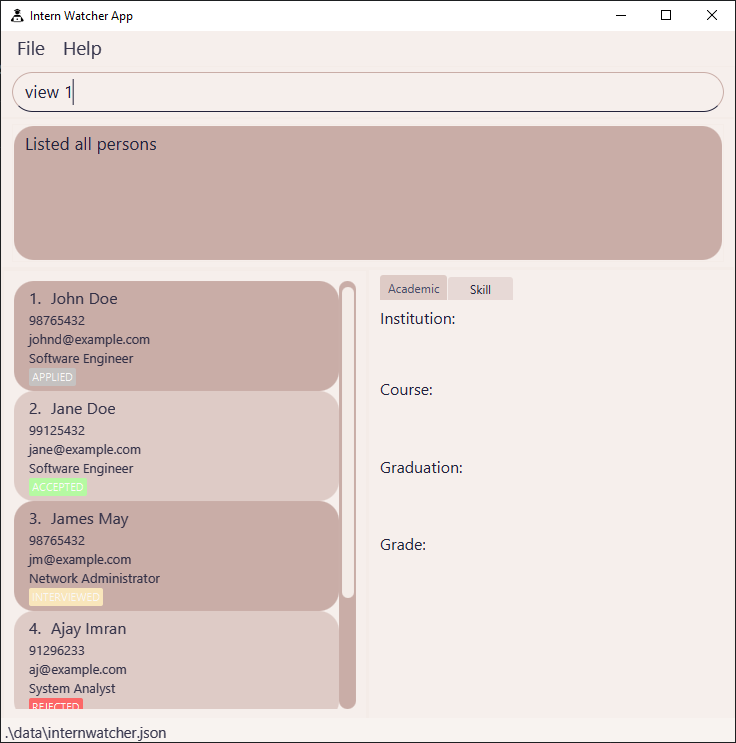 Intern Watcher App
File Help
view 1
Listed all persons
1. John Doe
98765432
johnd@example.com
Software Engineer
APPLIED
2. Jane Doe
99125432
jane@example.com
Software Engineer
ACCEPTED
3. James May
98765432
jm@example.com
Network Administrator
INTERVIEWED
4. Ajay Imran
91296233
aj@example.com
System Analyst
REJECTED
Academic Skill
Institution:
Course:
Graduation:
Grade:
.\data\internwatcher.json